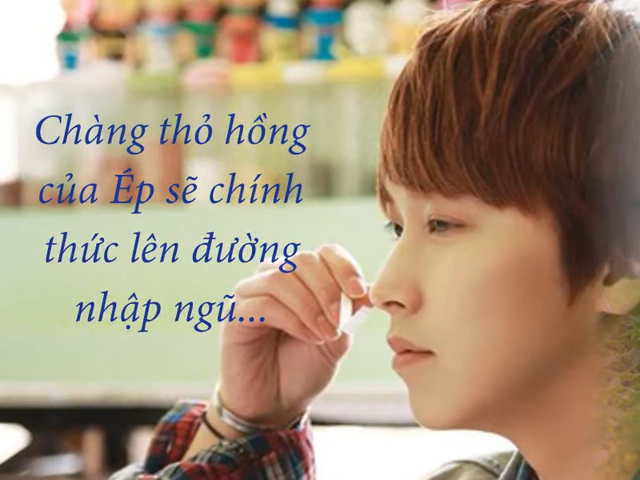 Chàng thỏ hồng
của Ép sẽ chính
thức lên đường
nhập ngũ...